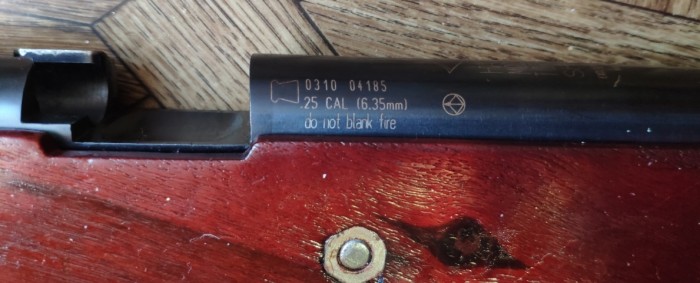 0310 04185
25 CAL (6,35mm)
do not blank fire